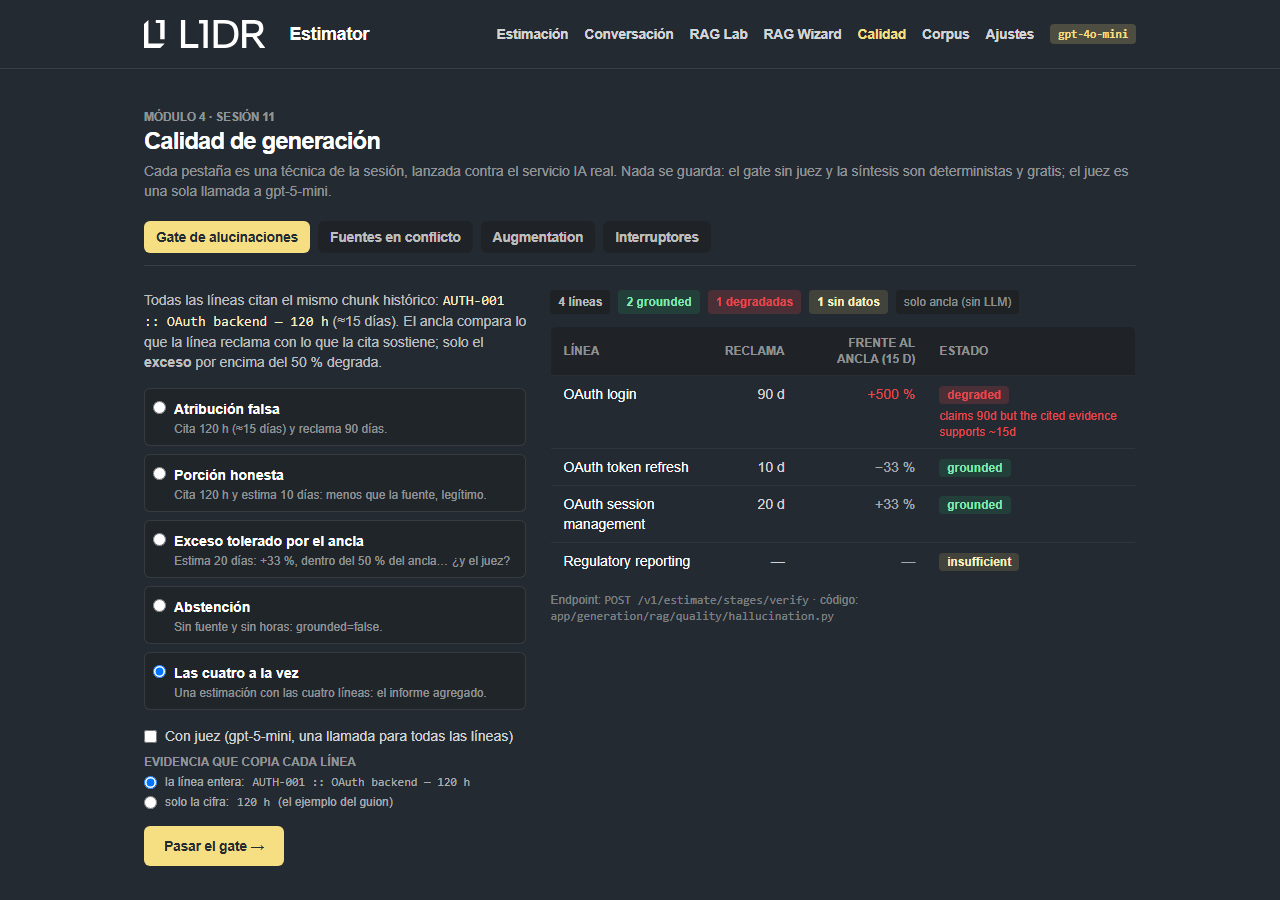 L1DR Estimator Estimación Conversación RAG Lab RAG Wizard Calidad Corpus Ajustes gpt-4o-mini
MÓDULO 4 · SESIÓN 11
Calidad de generación
Cada pestaña es una técnica de la sesión, lanzada contra el servicio IA real. Nada se guarda: el gate sin juez y la síntesis son deterministas y gratis; el juez es
una sola llamada a gpt-5-mini.
Gate de alucinaciones Fuentes en conflicto Augmentation Interruptores
Todas las líneas citan el mismo chunk histórico: AUTH-001
:: OAuth backend — 120 h (≈15 días). El ancla compara lo
que la línea reclama con lo que la cita sostiene; solo el
exceso por encima del 50 % degrada.
Atribución falsa
Cita 120 h (≈15 días) y reclama 90 días.
Porción honesta
Cita 120 h y estima 10 días: menos que la fuente, legítimo.
Exceso tolerado por el ancla
Estima 20 días: +33 %, dentro del 50 % del ancla… ¿y el juez?
Abstención
Sin fuente y sin horas: grounded=false.
Las cuatro a la vez
Una estimación con las cuatro líneas: el informe agregado.
Con juez (gpt-5-mini, una llamada para todas las líneas)
EVIDENCIA QUE COPIA CADA LÍNEA
la línea entera: AUTH-001 :: OAuth backend — 120 h
solo la cifra: 120 h (el ejemplo del guion)
Pasar el gate →
4 líneas 2 grounded 1 degradadas 1 sin datos solo ancla (sin LLM)
LÍNEA RECLAMA FRENTE AL ANCLA (15 D) ESTADO
OAuth login 90 d +500 % degraded
claims 90d but the cited evidence
supports ~15d
OAuth token refresh 10 d −33 % grounded
OAuth session
management 20 d +33 % grounded
Regulatory reporting — — insufficient
Endpoint: POST /v1/estimate/stages/verify · código:
app/generation/rag/quality/hallucination.py